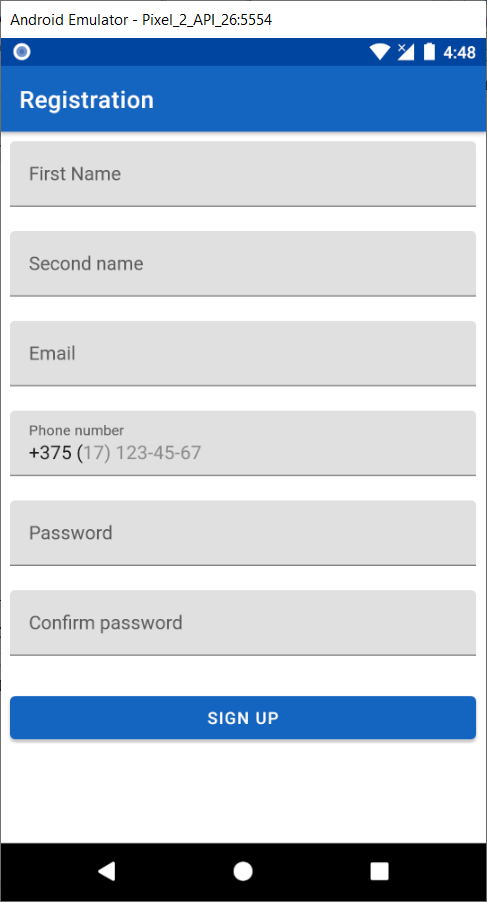 Android Emulator - Pixel_2_API_26:5554
4:48
Registration
First Name
Second name
Email
Phone number
+375 (17) 123-45-67
Password
Confirm password
SIGN UP